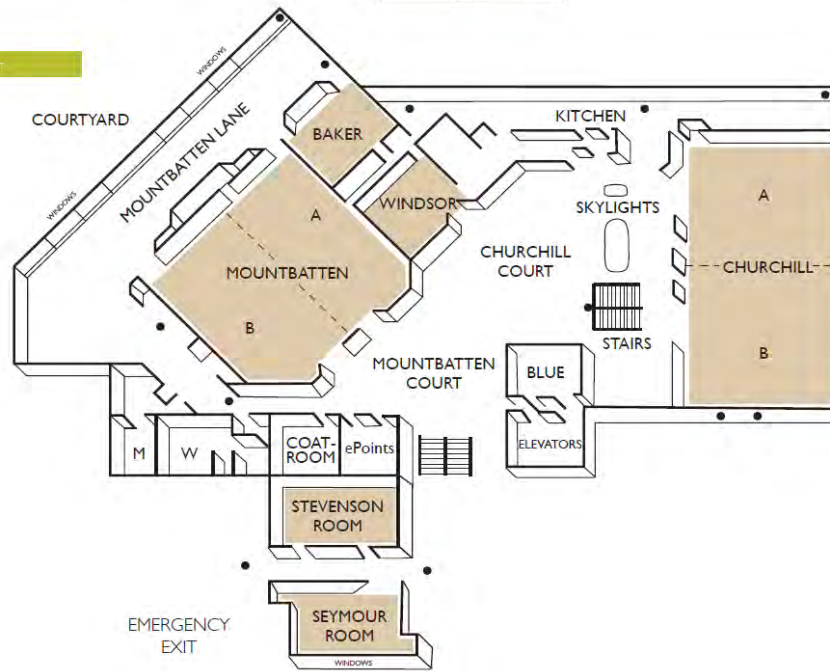 WINDOWS
COURTYARD
MOUNTBATTEN LANE
WINDOWS
BAKER
KITCHEN
A
WINDSOR
SKYLIGHTS
A
MOUNTBATTEN
CHURCHILL
COURT
CHURCHILL
B
STAIRS
B
MOUNTBATTEN
COURT
BLUE
M
W
COAT-
ROOM
ePoints
ELEVATORS
STEVENSON
ROOM
EMERGENCY
EXIT
SEYMOUR
ROOM
WINDOWS